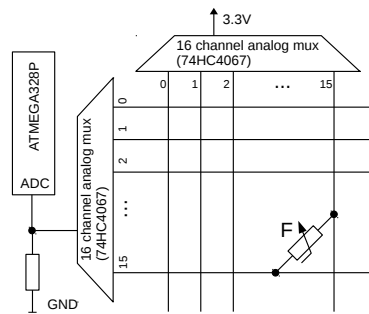 3.3V
16 channel analog mux
(74HC4067)
0 1 2 ... 15
ATMEGA328P
ADC
16 channel analog mux
(74HC4067)
0
1
2
...
15
F
GND